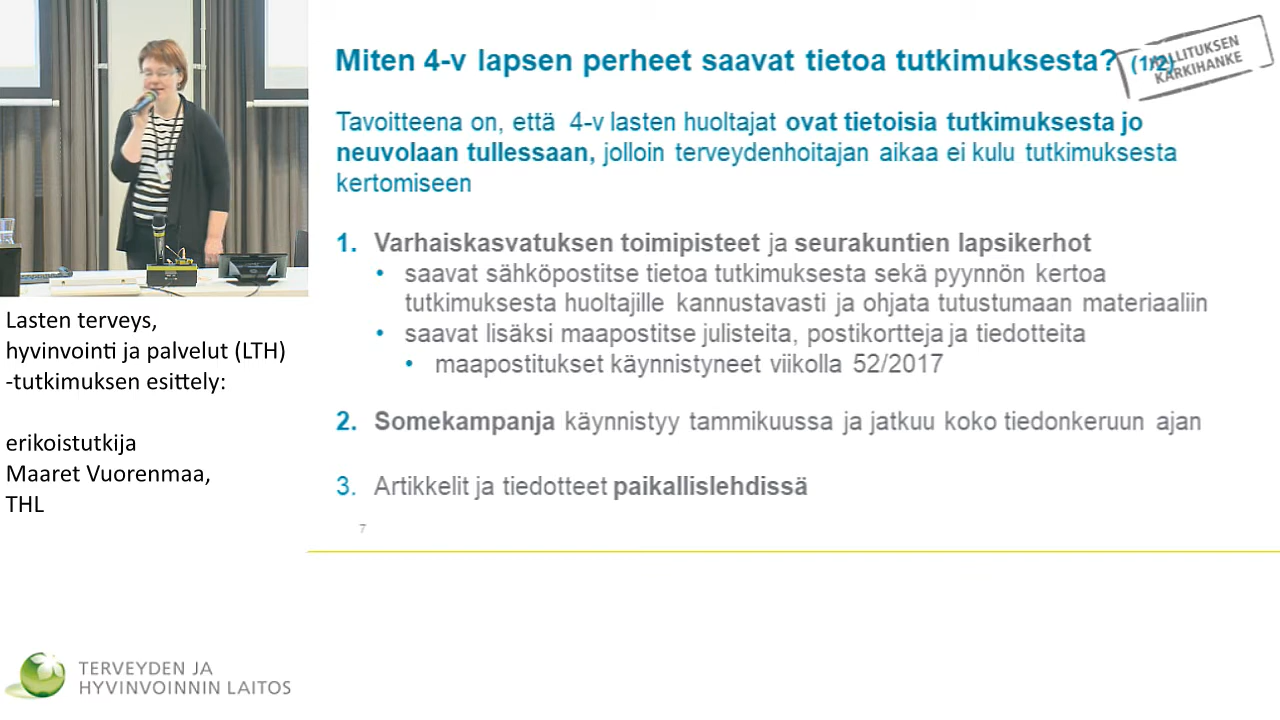 Miten 4-v lapsen perheet saavat tietoa tutkimuksesta? (1/2)
HALLITUKSEN
KÄRKIHANKE
Tavoitteena on, että 4-v lasten huoltajat ovat tietoisia tutkimuksesta jo
neuvolaan tullessaan, jolloin terveydenhoitajan aikaa ei kulu tutkimuksesta
kertomiseen
1. Varhaiskasvatuksen toimipisteet ja seurakuntien lapsikerhot
• saavat sähköpostitse tietoa tutkimuksesta sekä pyynnön kertoa
tutkimuksesta huoltajille kannustavasti ja ohjata tutustumaan materiaaliin
• saavat lisäksi maapostitse julisteita, postikortteja ja tiedotteita
• maapostitukset käynnistyneet viikolla 52/2017
2. Somekampanja käynnistyy tammikuussa ja jatkuu koko tiedonkeruun ajan
3. Artikkelit ja tiedotteet paikallislehdissä
7
Lasten terveys,
hyvinvointi ja palvelut (LTH)
-tutkimuksen esittely:
erikoistutkija
Maaret Vuorenmaa,
THL
TERVEYDEN JA
HYVINVOINNIN LAITOS